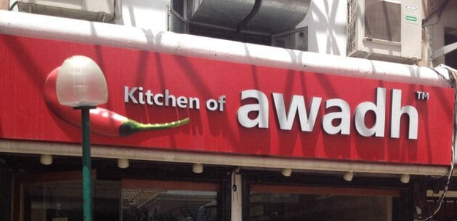 Kitchen of awadh™